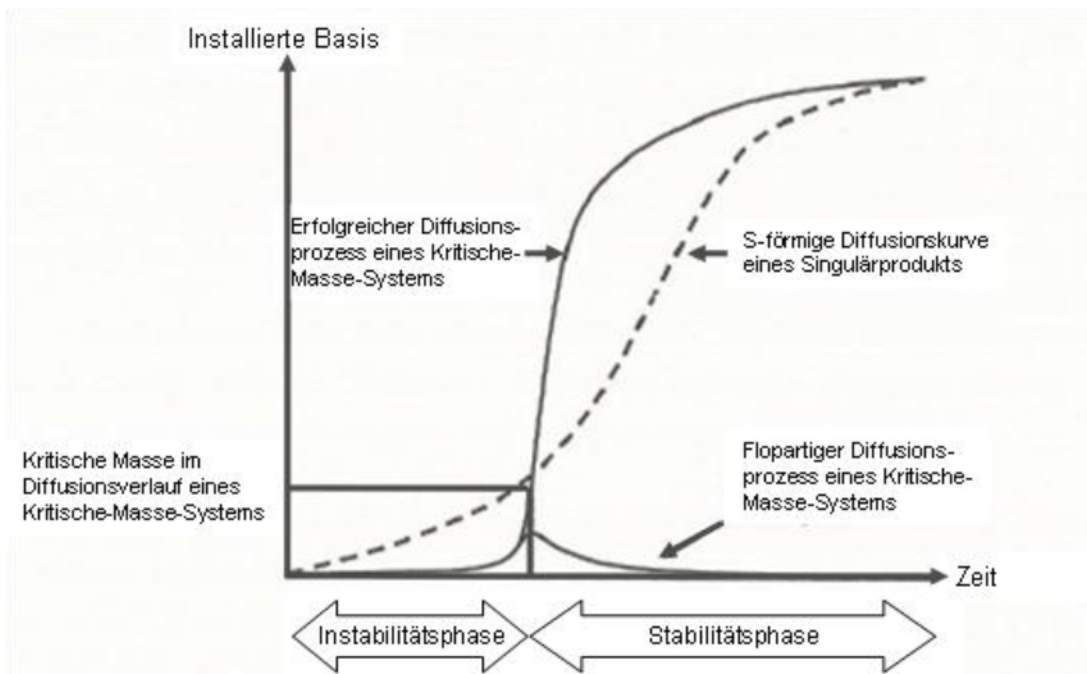 Installierte Basis
Erfolgreicher Diffusions-
prozess eines Kritische-
Masse-Systems
S-förmige Diffusionskurve
eines Singulärprodukts
Kritische Masse im
Diffusionsverlauf eines
Kritische-Masse-Systems
Flopartiger Diffusions-
prozess eines Kritische-
Masse-Systems
Zeit
Instabilitätsphase
Stabilitätsphase